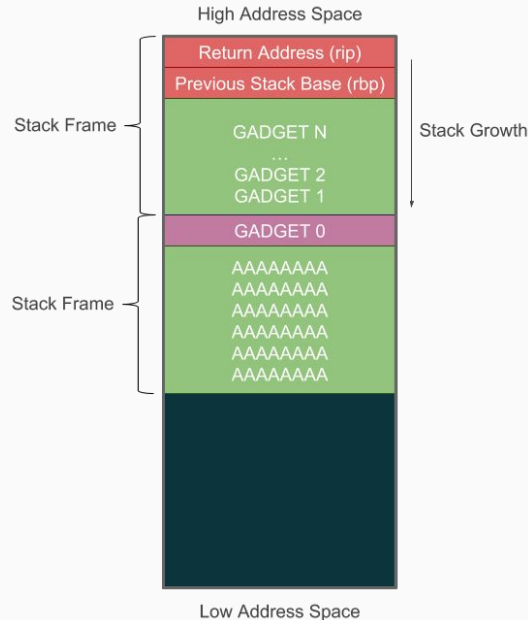 High Address Space
Return Address (rip)
Previous Stack Base (rbp)
Stack Frame
GADGET N
Stack Growth
...
GADGET 2
GADGET 1
GADGET 0
AAAAAAAA
AAAAAAAA
Stack Frame
AAAAAAAA
AAAAAAAA
AAAAAAAA
AAAAAAAA
Low Address Space